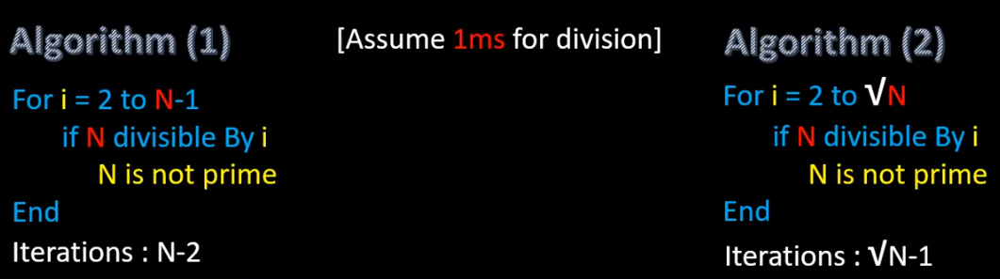 Algorithm (1)
[Assume 1ms for division]
Algorithm (2)
For i = 2 to N-1
if N divisible By i
N is not prime
End
Iterations : N-2
For i = 2 to √N
if N divisible By i
N is not prime
End
Iterations : √N-1